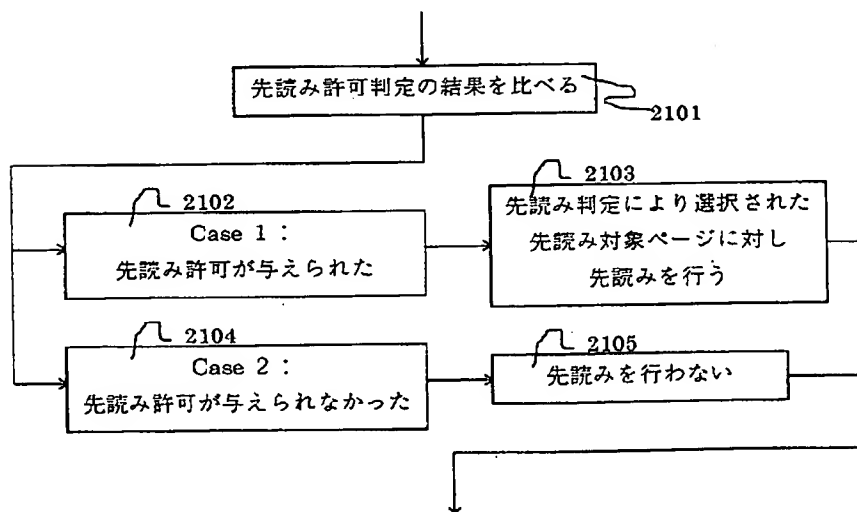 先読み許可判定の結果を比べる
2101
2102
Case 1：
先読み許可が与えられた
2103
先読み判定により選択された
先読み対象ページに対し
先読みを行う
2104
Case 2：
先読み許可が与えられなかった
2105
先読みを行わない